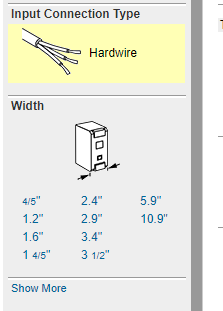 Input Connection Type
Hardwire
Width
4/5" 2.4" 5.9"
1.2" 2.9" 10.9"
1.6" 3.4"
1 4/5" 3 1/2"
Show More